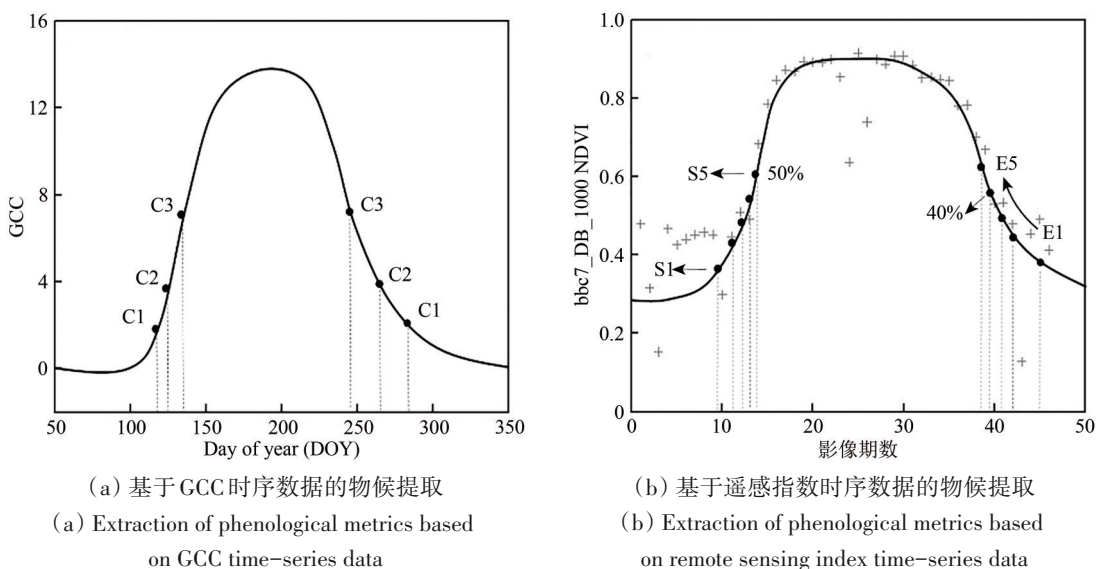 16
12
8
4
0
GCC
C3
C2
C1
C3
C2
C1
50
100
150
200
250
300
350
Day of year (DOY)
(a)基于GCC时序数据的物候提取
(a) Extraction of phenological metrics based
on GCC time-series data
1.0
0.8
0.6
0.4
0.2
0
bbc7_DB_1000 NDVI
S5
50%
S1
E5
40%
E1
0
10
20
30
40
50
影像期数
(b)基于遥感指数时序数据的物候提取
(b) Extraction of phenological metrics based
on remote sensing index time-series data